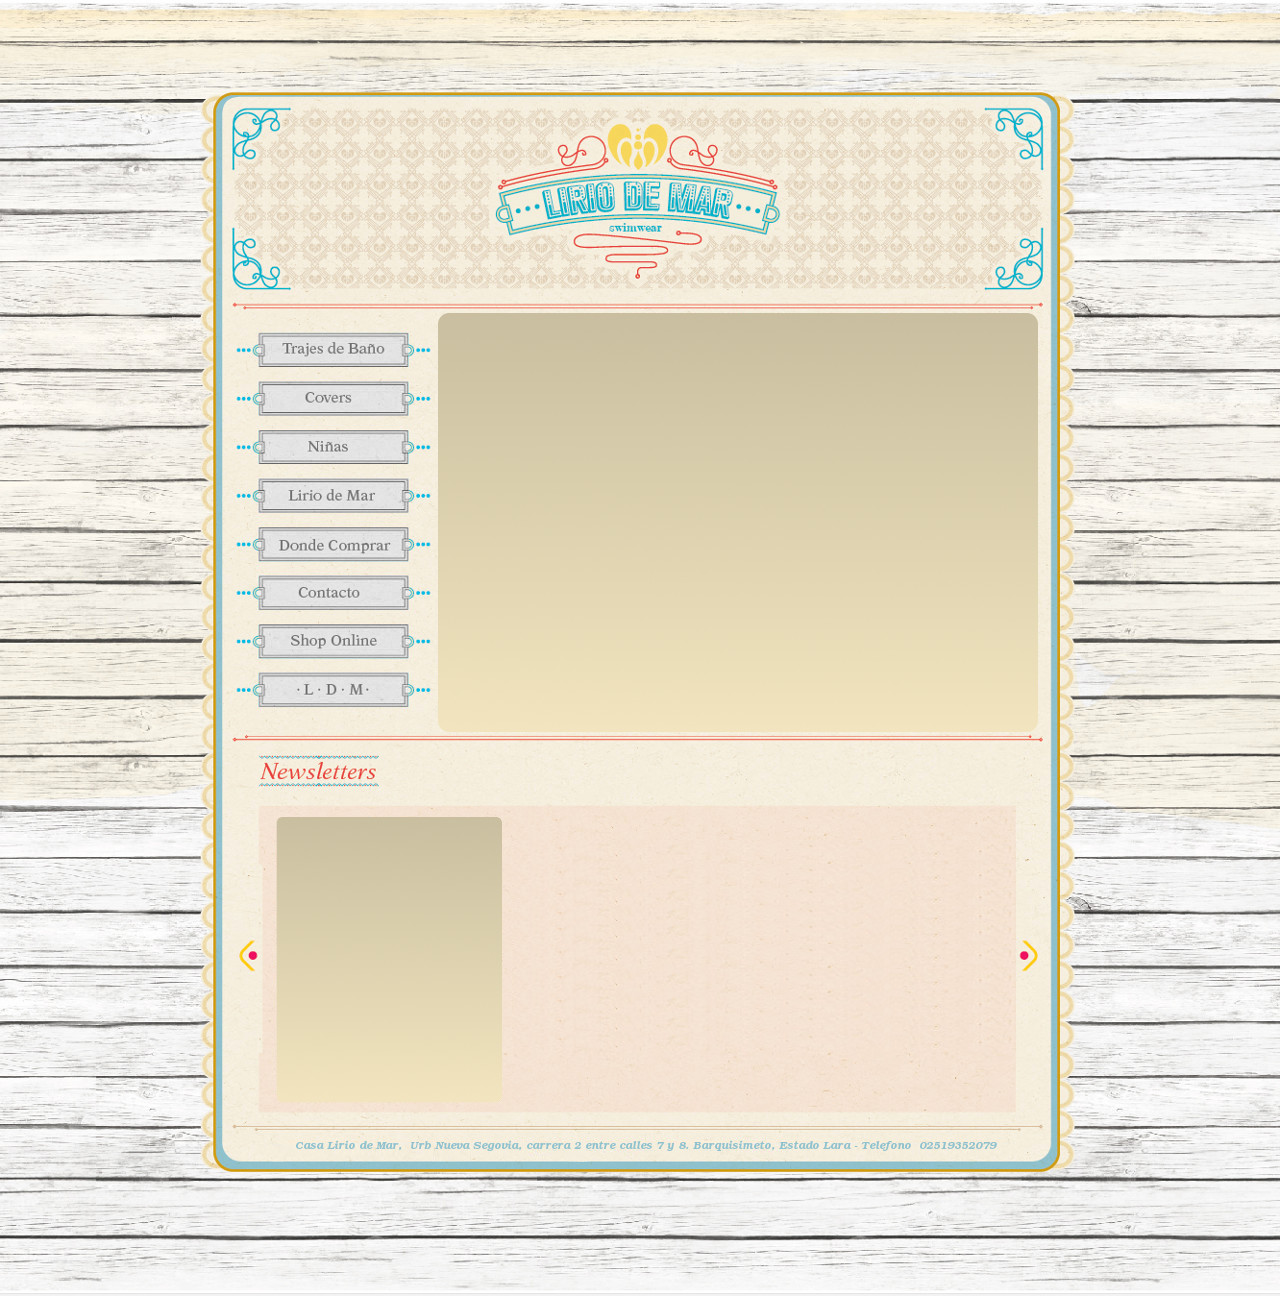 LIRIO DE MAR
swimwear
Trajes de Baño
Covers
Niñas
Lirio de Mar
Donde Comprar
Contacto
Shop Online
· L · D · M ·
Newsletters
Casa Lirio de Mar, Urb Nueva Segovia, carrera 2 entre calles 7 y 8. Barquisimeto, Estado Lara - Telefono 02519352079